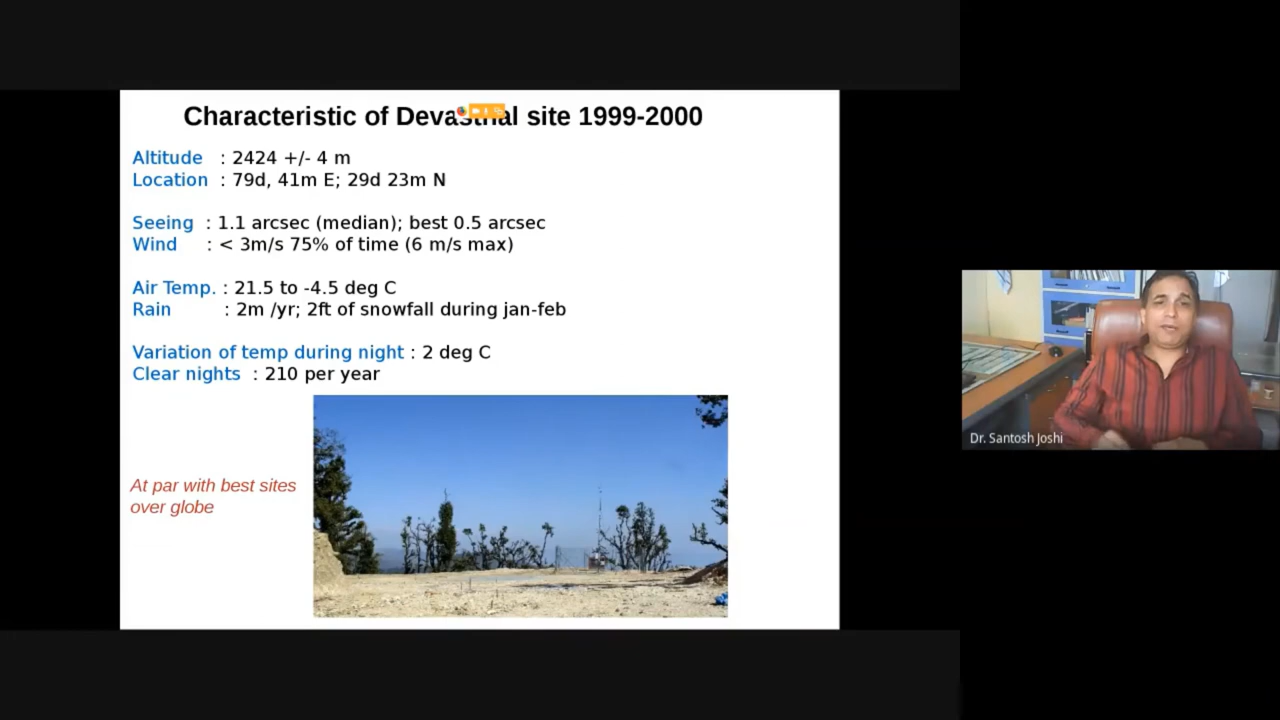 Characteristic of Devasthal site 1999-2000
Altitude : 2424 +/- 4 m
Location : 79d, 41m E; 29d 23m N
Seeing : 1.1 arcsec (median); best 0.5 arcsec
Wind : < 3m/s 75% of time (6 m/s max)
Air Temp. : 21.5 to -4.5 deg C
Rain : 2m /yr; 2ft of snowfall during jan-feb
Variation of temp during night : 2 deg C
Clear nights : 210 per year
At par with best sites
over globe
Dr. Santosh Joshi